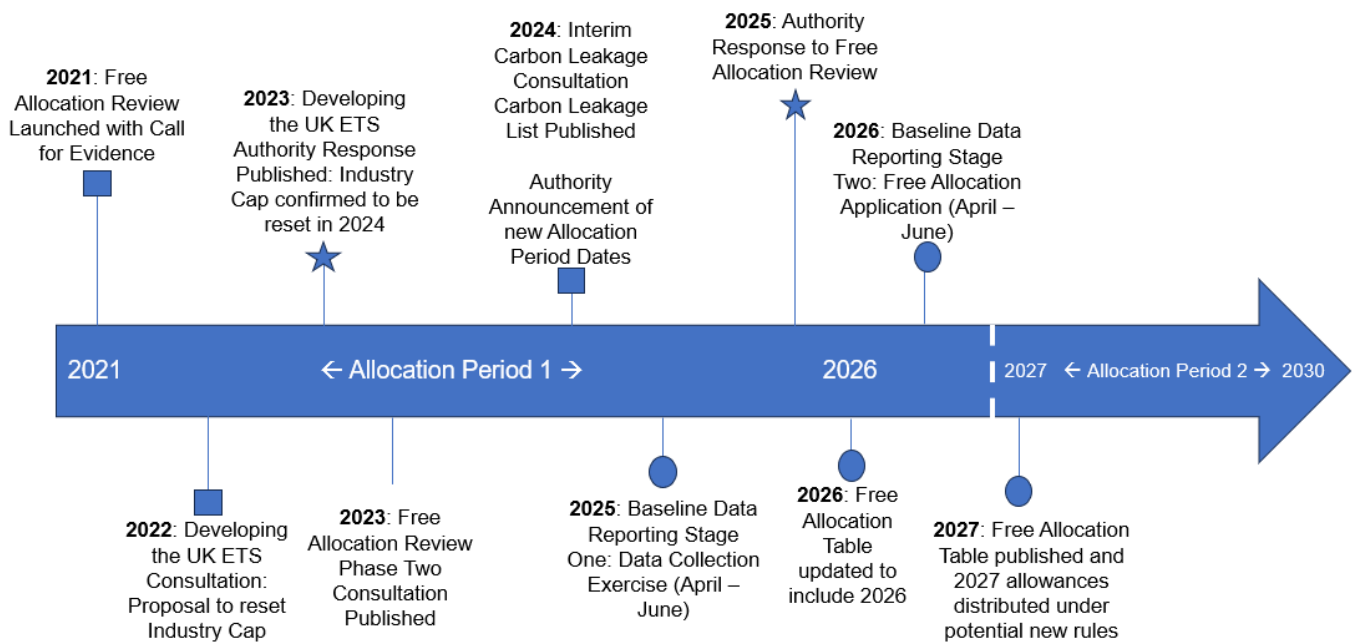 2021: Free
Allocation Review
Launched with Call
for Evidence
2023: Developing
the UK ETS
Authority Response
Published: Industry
Cap confirmed to be
reset in 2024
2024: Interim
Carbon Leakage
Consultation
Carbon Leakage
List Published
Authority
Announcement of
new Allocation
Period Dates
2025: Authority
Response to Free
Allocation Review
2026: Baseline Data
Reporting Stage
Two: Free Allocation
Application (April –
June)
2021
← Allocation Period 1 →
2026
2027 ← Allocation Period 2 → 2030
2022: Developing
the UK ETS
Consultation:
Proposal to reset
Industry Cap
2023: Free
Allocation Review
Phase Two
Consultation
Published
2025: Baseline Data
Reporting Stage
One: Data Collection
Exercise (April –
June)
2026: Free
Allocation
Table
updated to
include 2026
2027: Free Allocation
Table published and
2027 allowances
distributed under
potential new rules